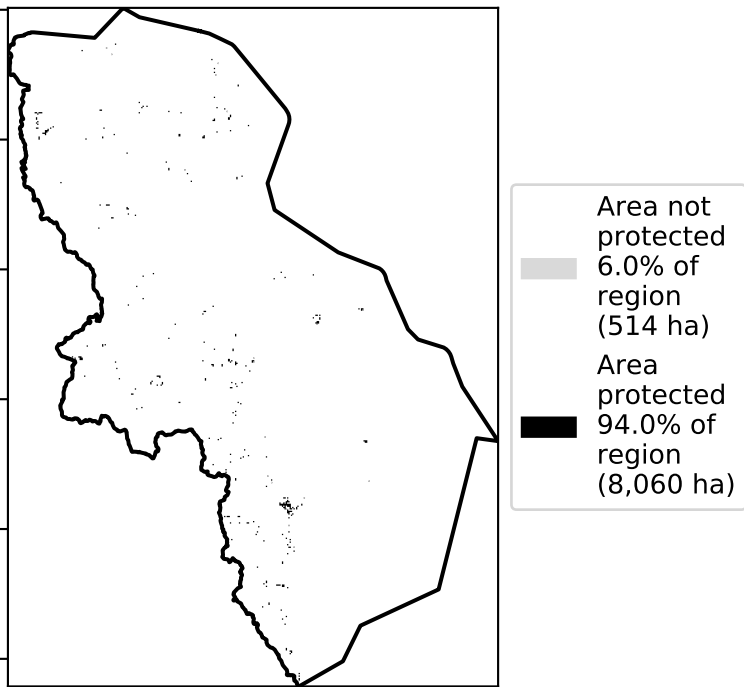 Area not
protected
6.0% of
region
(514 ha)
Area
protected
94.0% of
region
(8,060 ha)